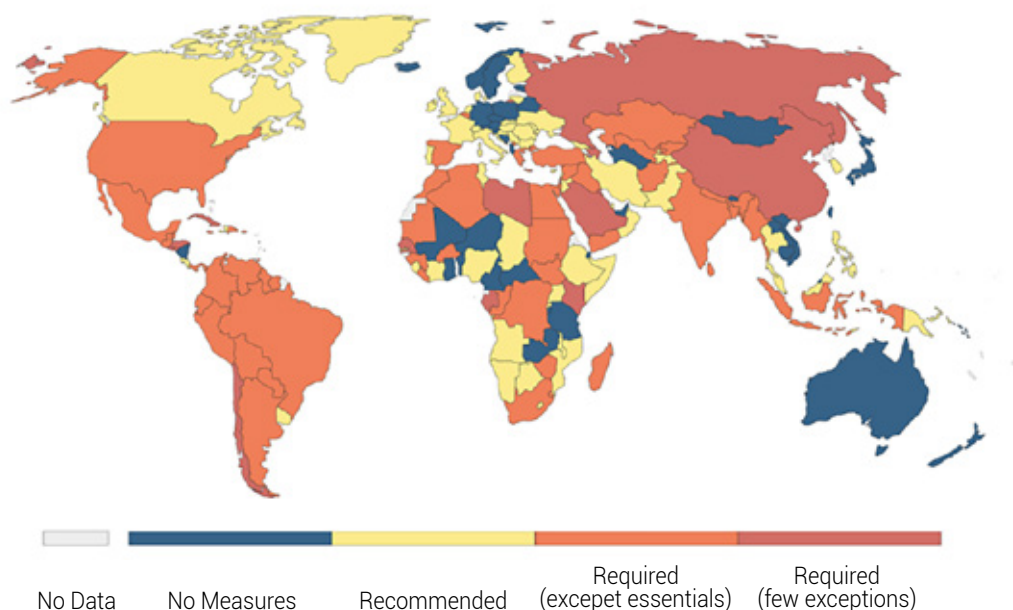 No Data
No Measures
Recommended
Required
(excepet essentials)
Required
(few exceptions)